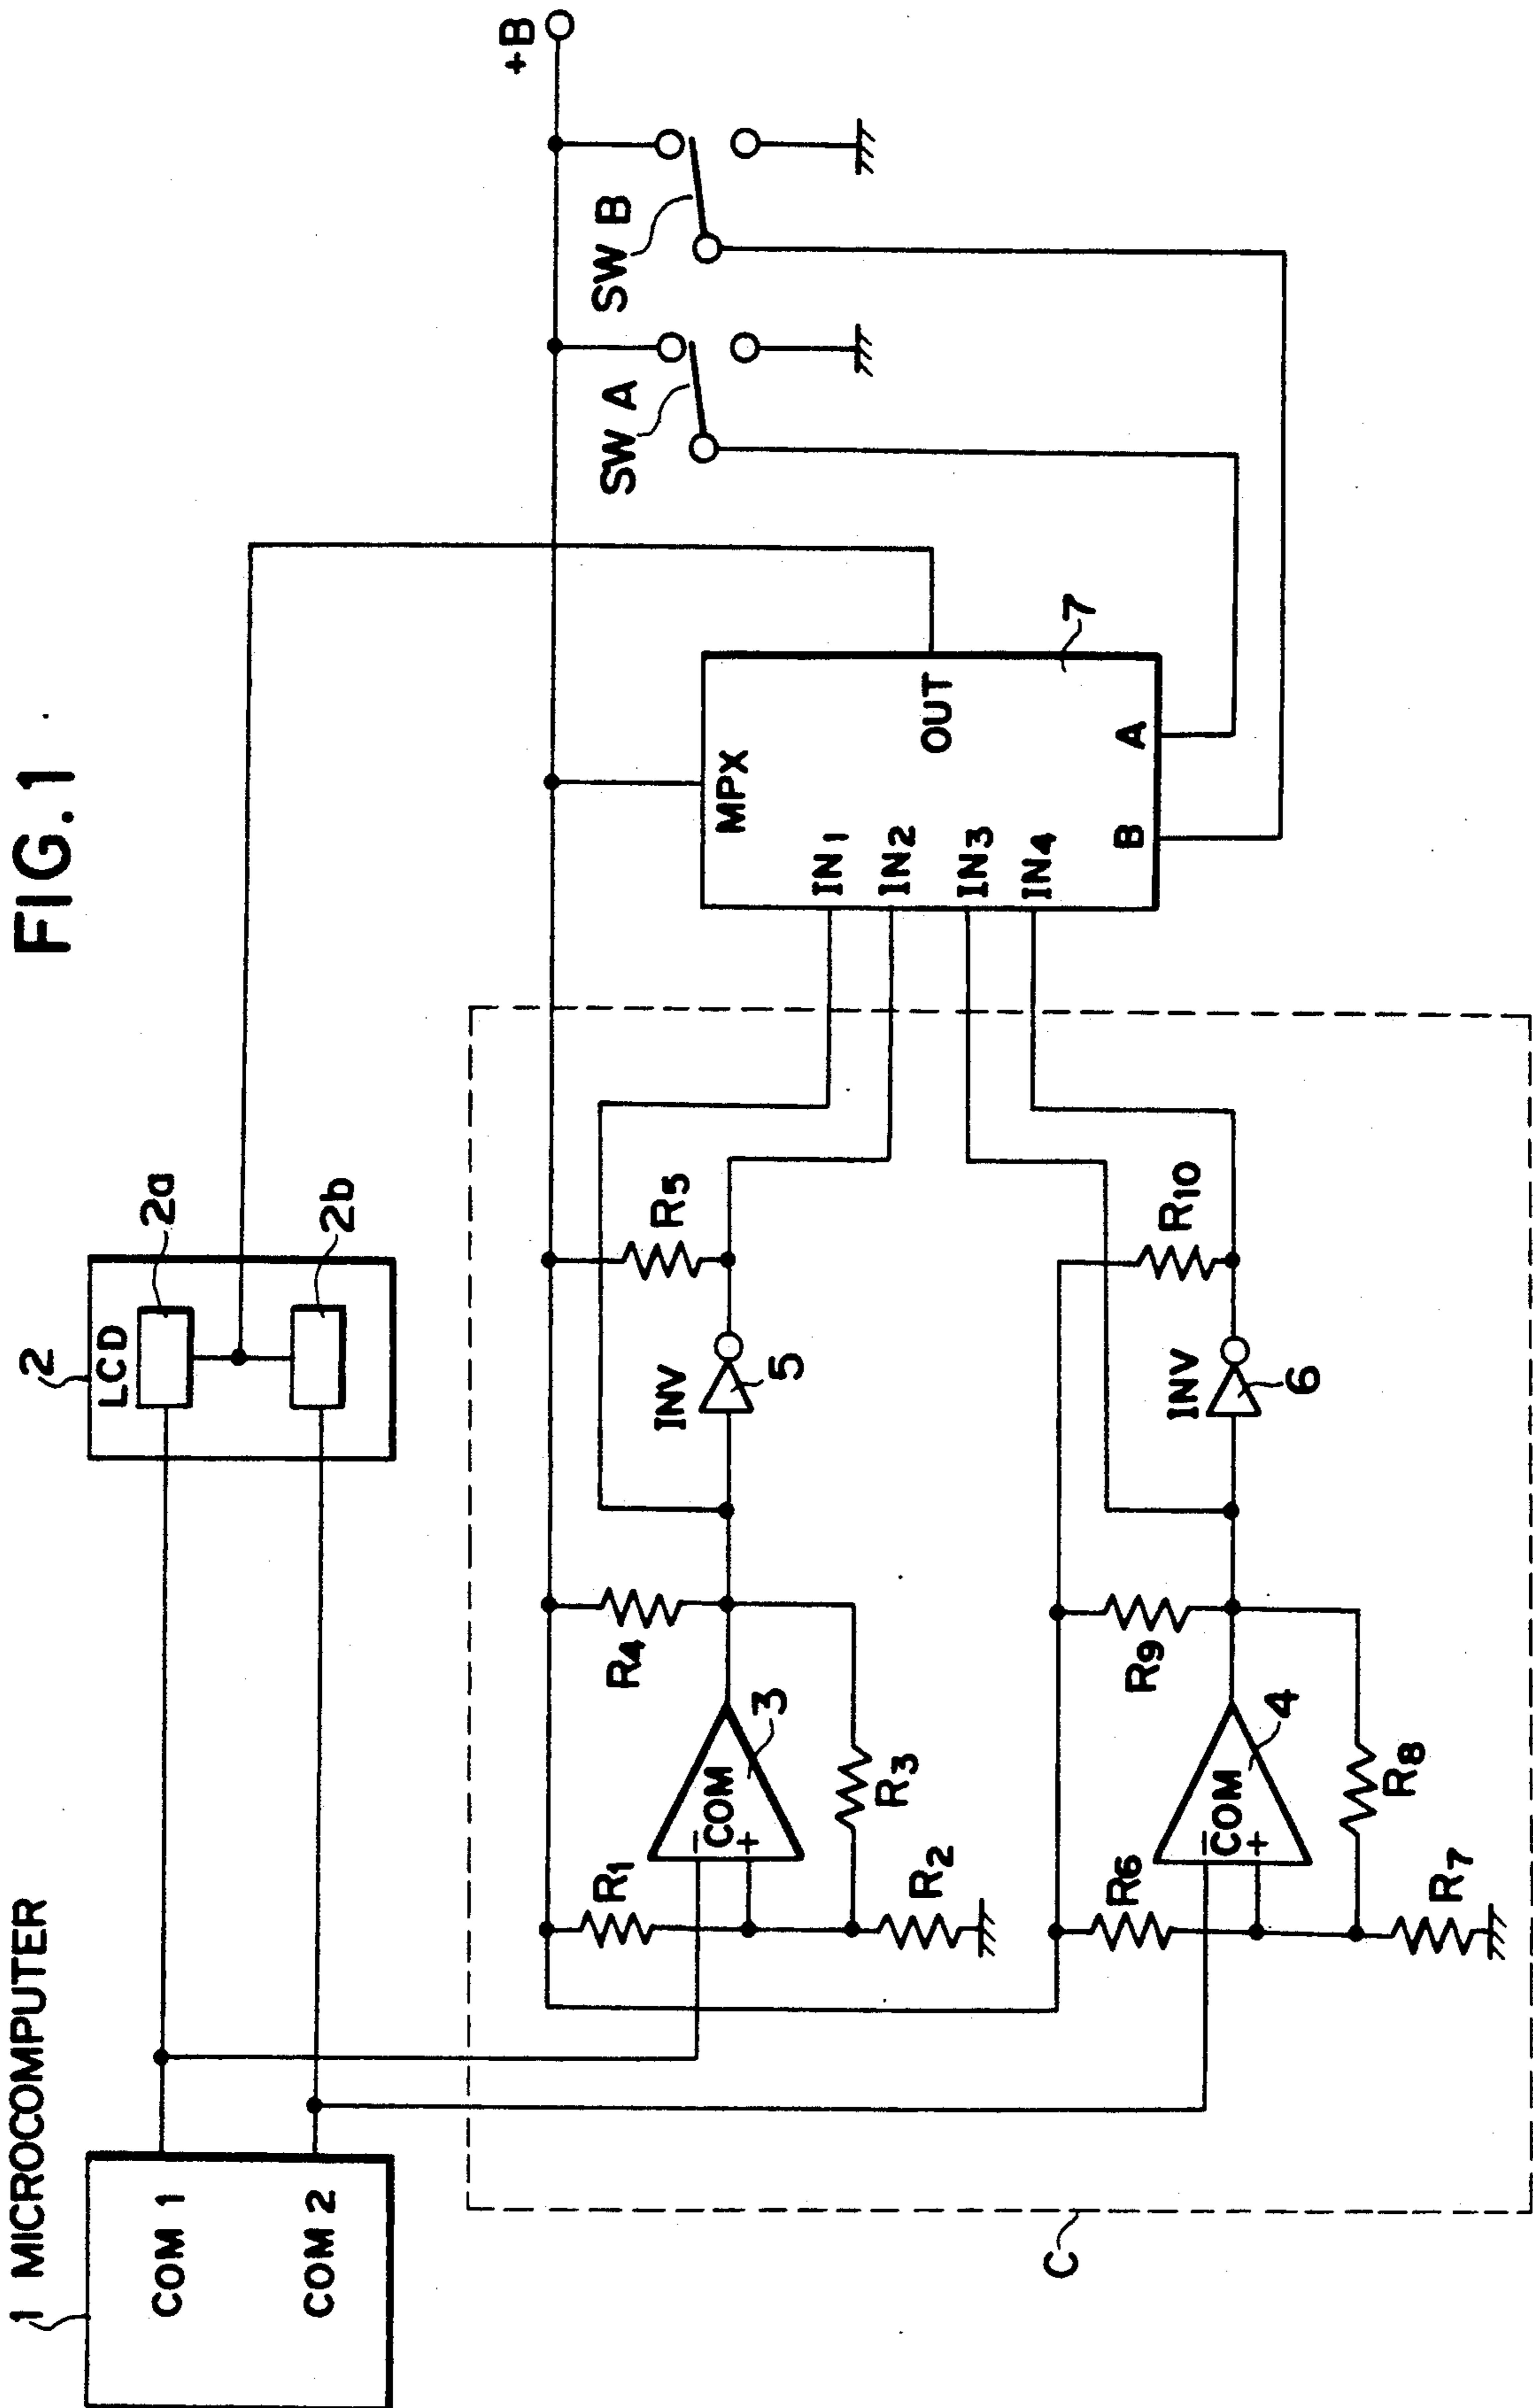 FIG.1
1 MICROCOMPUTER
COM 1
COM 2
2
LCD
2a
2b
+B
SW A
SW B
MPX
IN1
IN2
IN3
IN4
OUT
B
A
7
R1
R2
R3
R4
R5
COM
−
+
3
INV
5
R6
R7
R8
R9
R10
COM
−
+
4
INV
6
C